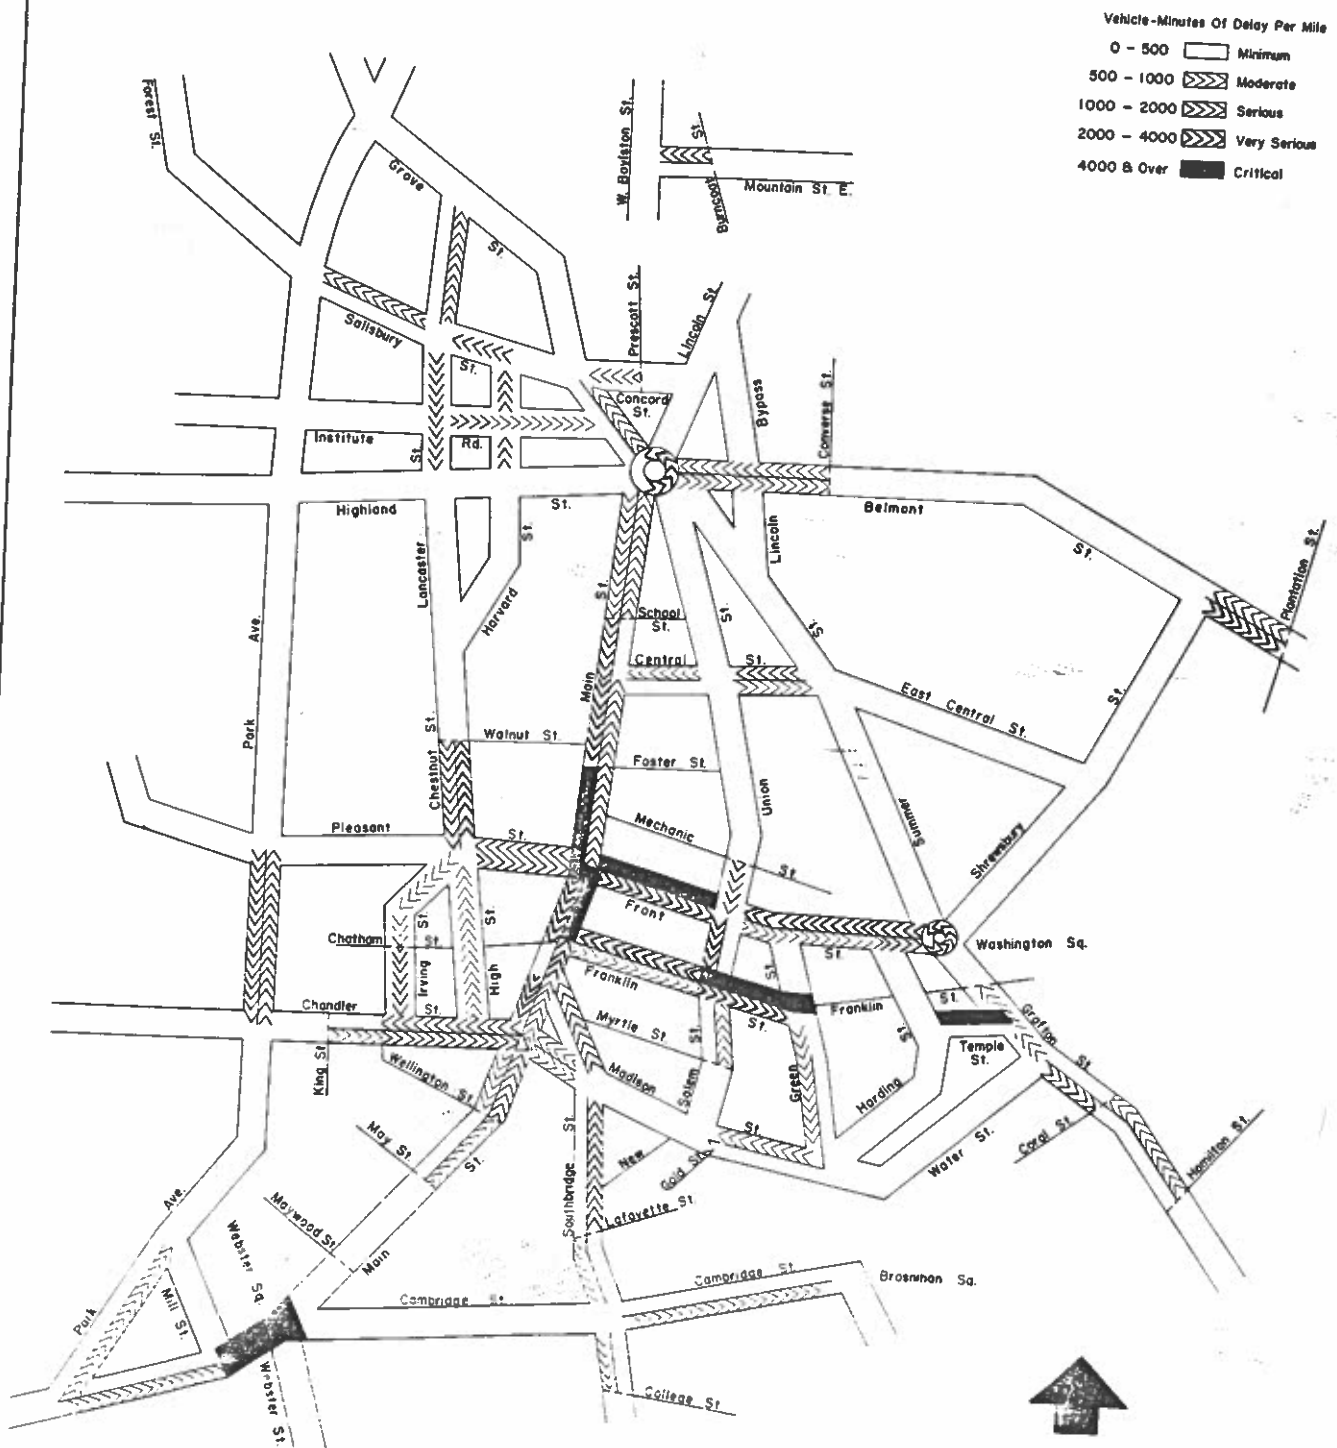 Vehicle-Minutes Of Delay Per Mile
0 - 500 Minimum
500 - 1000 Moderate
1000 - 2000 Serious
2000 - 4000 Very Serious
4000 & Over Critical
Forest St.
Grove
St.
W. Boylston St.
St.
Burncoat
Mountain St. E.
Prescott St.
Lincoln St.
Salisbury
St.
Concord
St.
Bypass
Converse St.
Institute
St.
Rd.
Highland
St.
Belmont
St.
Plantation St.
Lancaster
St.
Harvard
Lincoln
St.
School
St.
St.
St.
Ave.
Central
St.
Main
East Central St.
St.
Park
St.
Walnut St.
Chestnut
Foster St.
Union
Summer
Shrewsbury
Pleasant
St.
St.
Mechanic
St.
Front
St.
St.
St.
Chatham
St.
Irving
High
Franklin
St.
St.
Washington Sq.
Chandler
St.
Myrtle St.
St.
Franklin
St.
St.
Grafton
St.
King St.
Wellington St.
Madison
Salem
Green
Harding
Temple
St.
May St.
St.
St.
St.
New
Gold St.
Water St.
Coral St.
Hamilton St.
Southbridge
Lafayette St.
Ave.
Maywood St.
Main
Webster Sq.
Park
Mill St.
Cambridge St.
Cambridge St.
Brosnihan Sq.
Webster St.
College St.